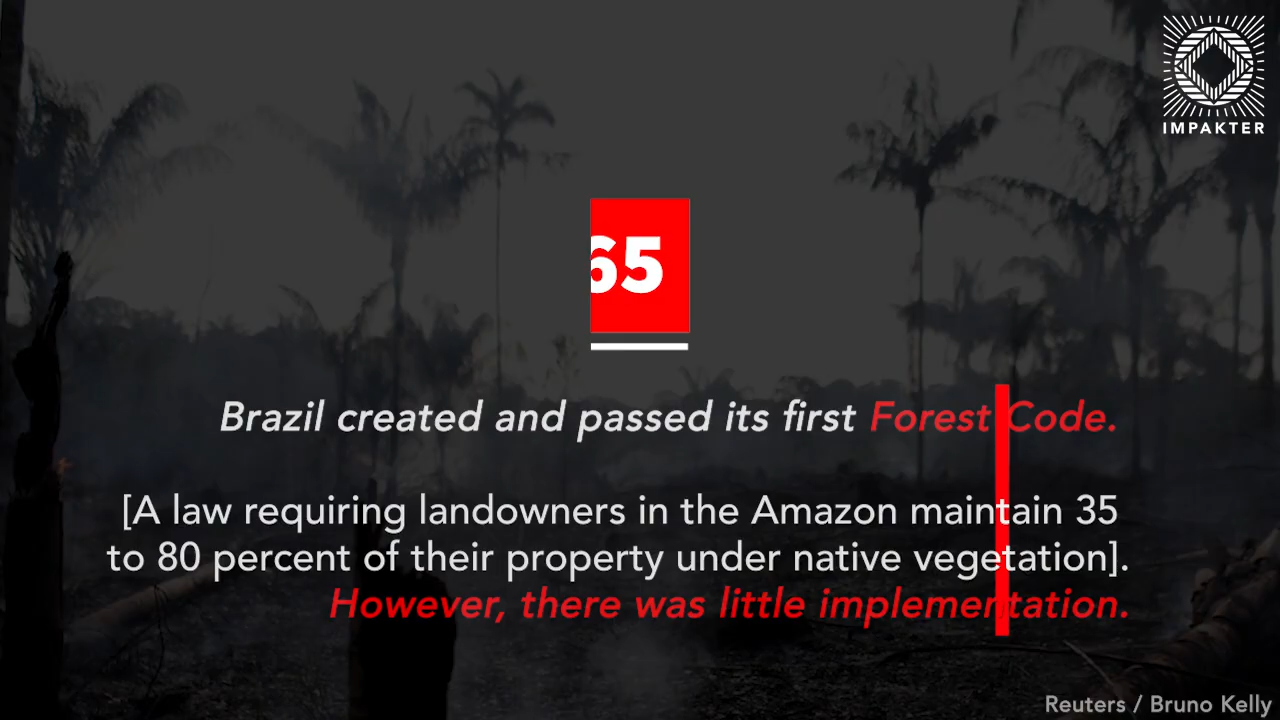 IMPAKTER
65
Brazil created and passed its first Forest Code.
[A law requiring landowners in the Amazon maintain 35
to 80 percent of their property under native vegetation].
However, there was little implementation.
Reuters / Bruno Kelly